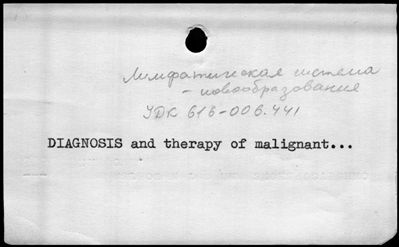 Лимфатическая система
- новообразования
УДК 616-006.441
DIAGNOSIS and therapy of malignant...